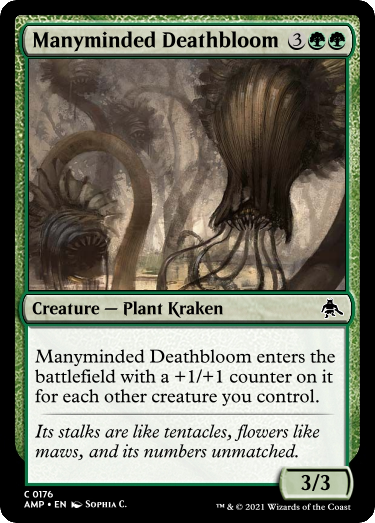 Manyminded Deathbloom 3
Creature — Plant Kraken
Manyminded Deathbloom enters the
battlefield with a +1/+1 counter on it
for each other creature you control.
Its stalks are like tentacles, flowers like
maws, and its numbers unmatched.
3/3
C 0176
AMP • EN Sophia C.
™ & © 2021 Wizards of the Coast